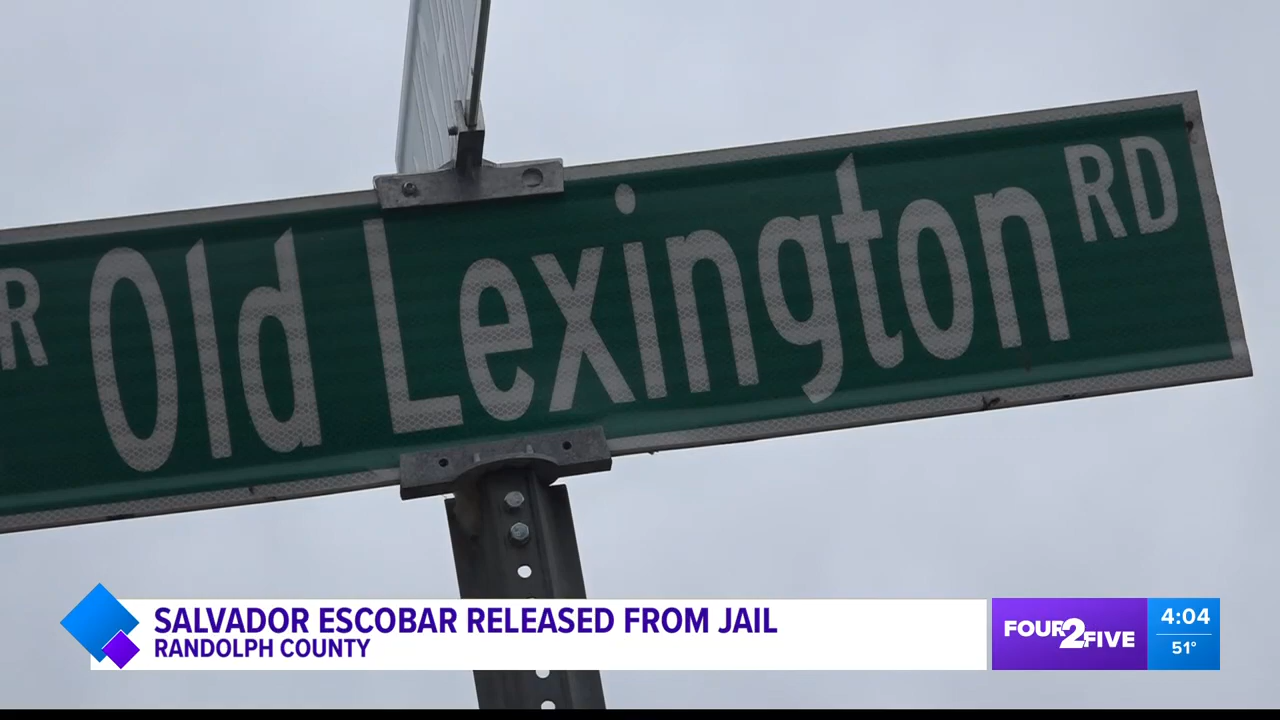 R Old Lexington RD
SALVADOR ESCOBAR RELEASED FROM JAIL
RANDOLPH COUNTY
FOUR2FIVE
4:04
51°